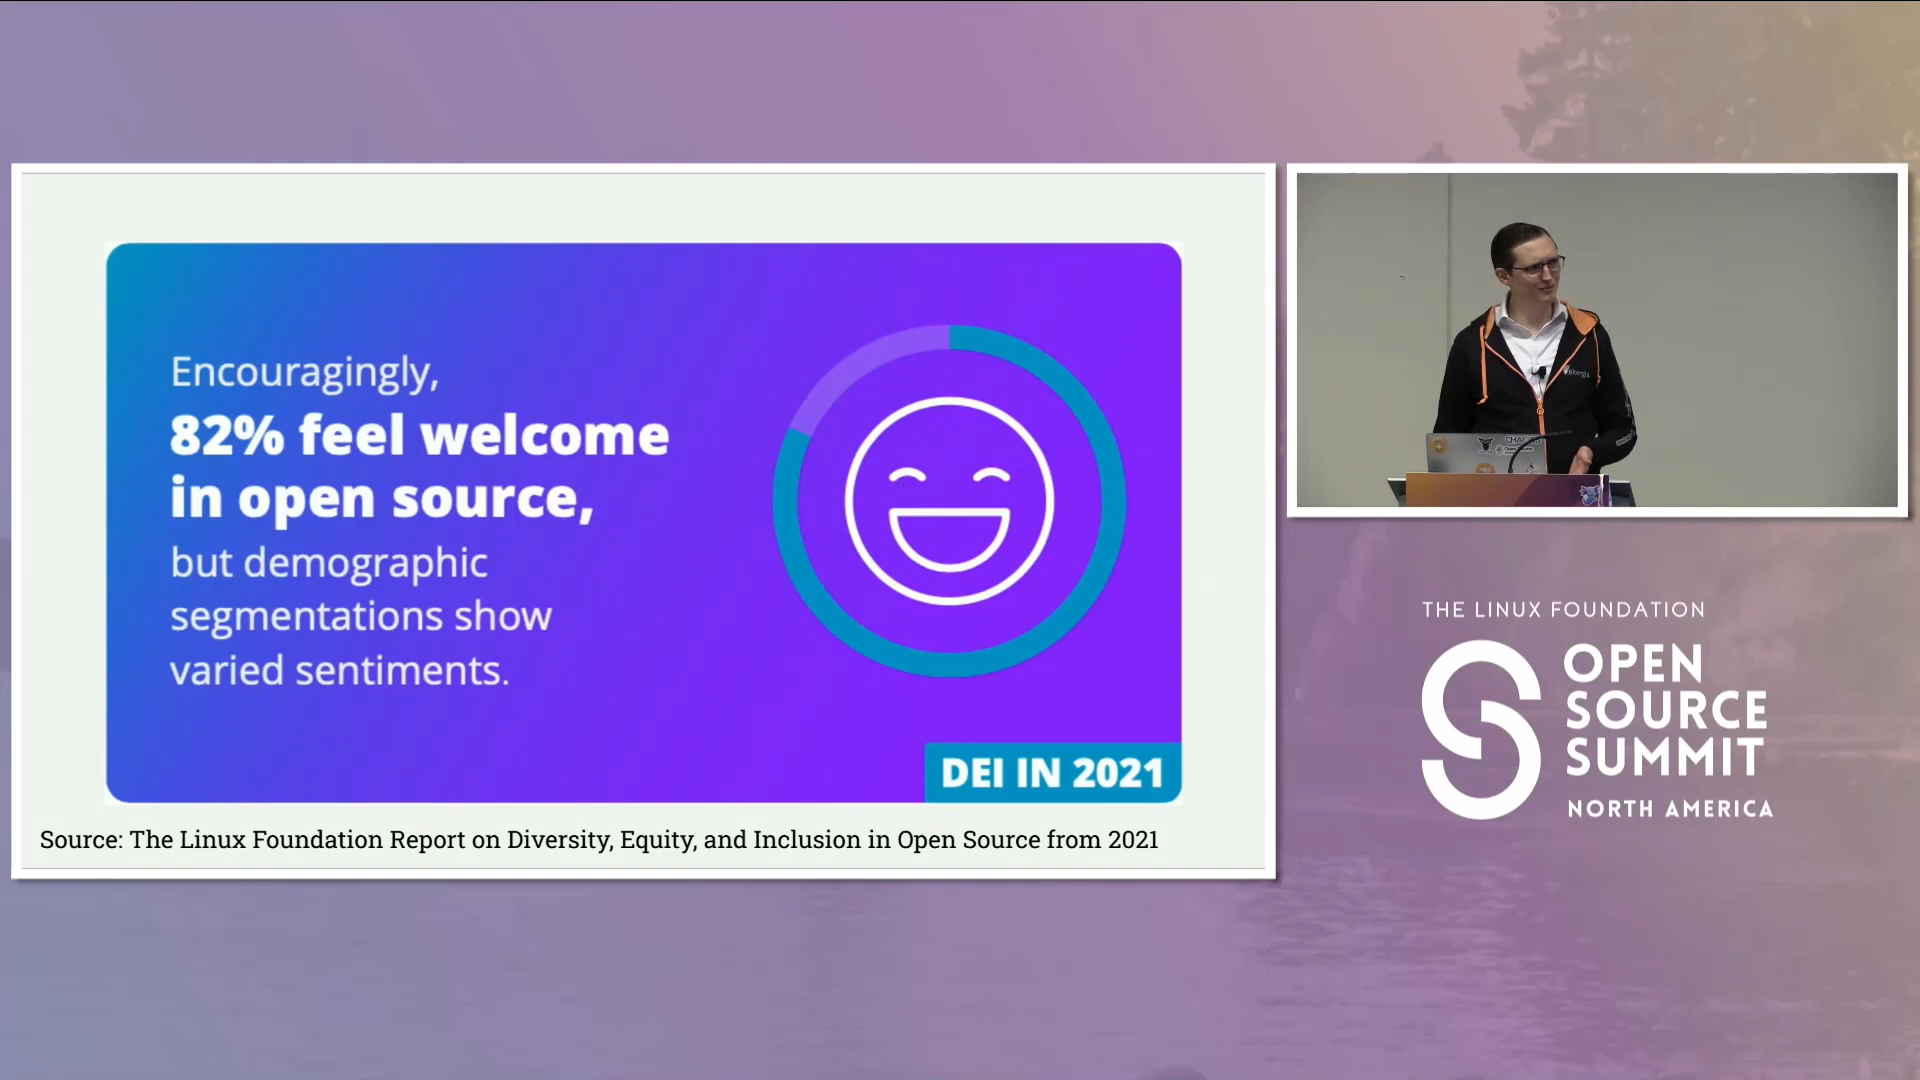 Encouragingly,
82% feel welcome
in open source,
but demographic
segmentations show
varied sentiments.
DEI IN 2021
Source: The Linux Foundation Report on Diversity, Equity, and Inclusion in Open Source from 2021
THE LINUX FOUNDATION
OPEN
SOURCE
SUMMIT
NORTH AMERICA